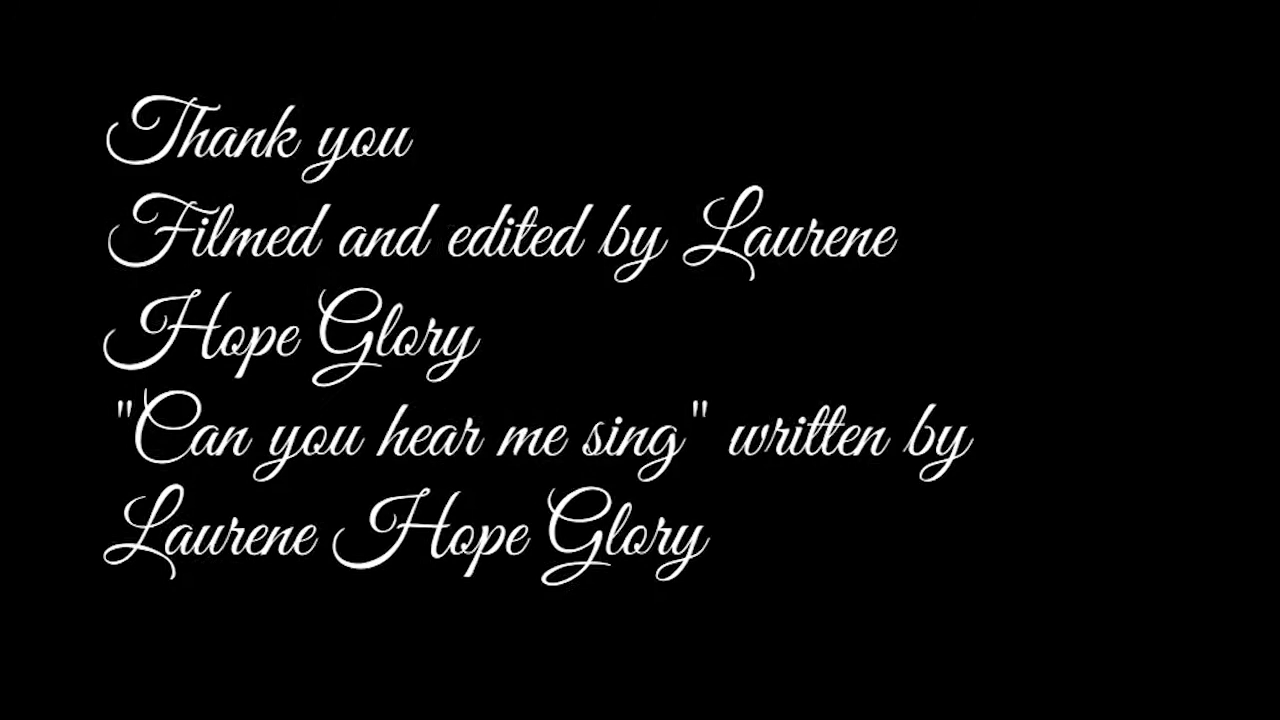 Thank you
Filmed and edited by Laurene
Hope Glory
"Can you hear me sing" written by
Laurene Hope Glory